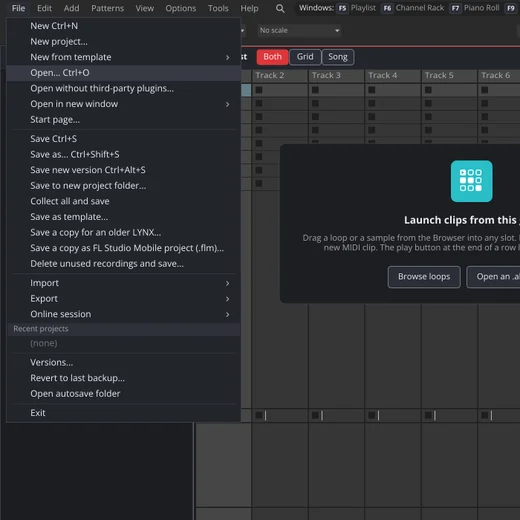 File Edit Add Patterns View Options Tools Help Windows: F5 Playlist F6 Channel Rack F7 Piano Roll F9
No scale
Both Grid Song
Track 2 Track 3 Track 4 Track 5 Track 6
New Ctrl+N
New project...
New from template
Open... Ctrl+O
Open without third-party plugins...
Open in new window
Start page...
Save Ctrl+S
Save as... Ctrl+Shift+S
Save new version Ctrl+Alt+S
Save to new project folder...
Collect all and save
Save as template...
Save a copy for an older LYNX...
Save a copy as FL Studio Mobile project (.flm)...
Delete unused recordings and save...
Import
Export
Online session
Recent projects
(none)
Versions...
Revert to last backup...
Open autosave folder
Exit
Launch clips from this
Drag a loop or a sample from the Browser into any slot.
new MIDI clip. The play button at the end of a row
Browse loops
Open an